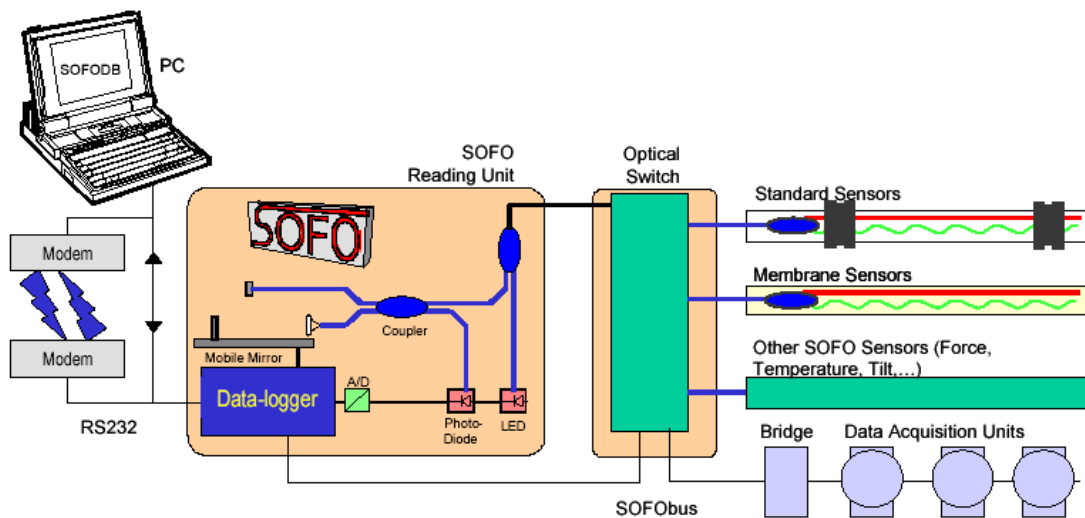 SOFODB
PC
Modem
Modem
RS232
SOFO
Reading Unit
SOFO
Coupler
Mobile Mirror
Data-logger
A/D
Photo-
Diode
LED
Optical
Switch
SOFObus
Standard Sensors
Membrane Sensors
Other SOFO Sensors (Force,
Temperature, Tilt,...)
Bridge
Data Acquisition Units